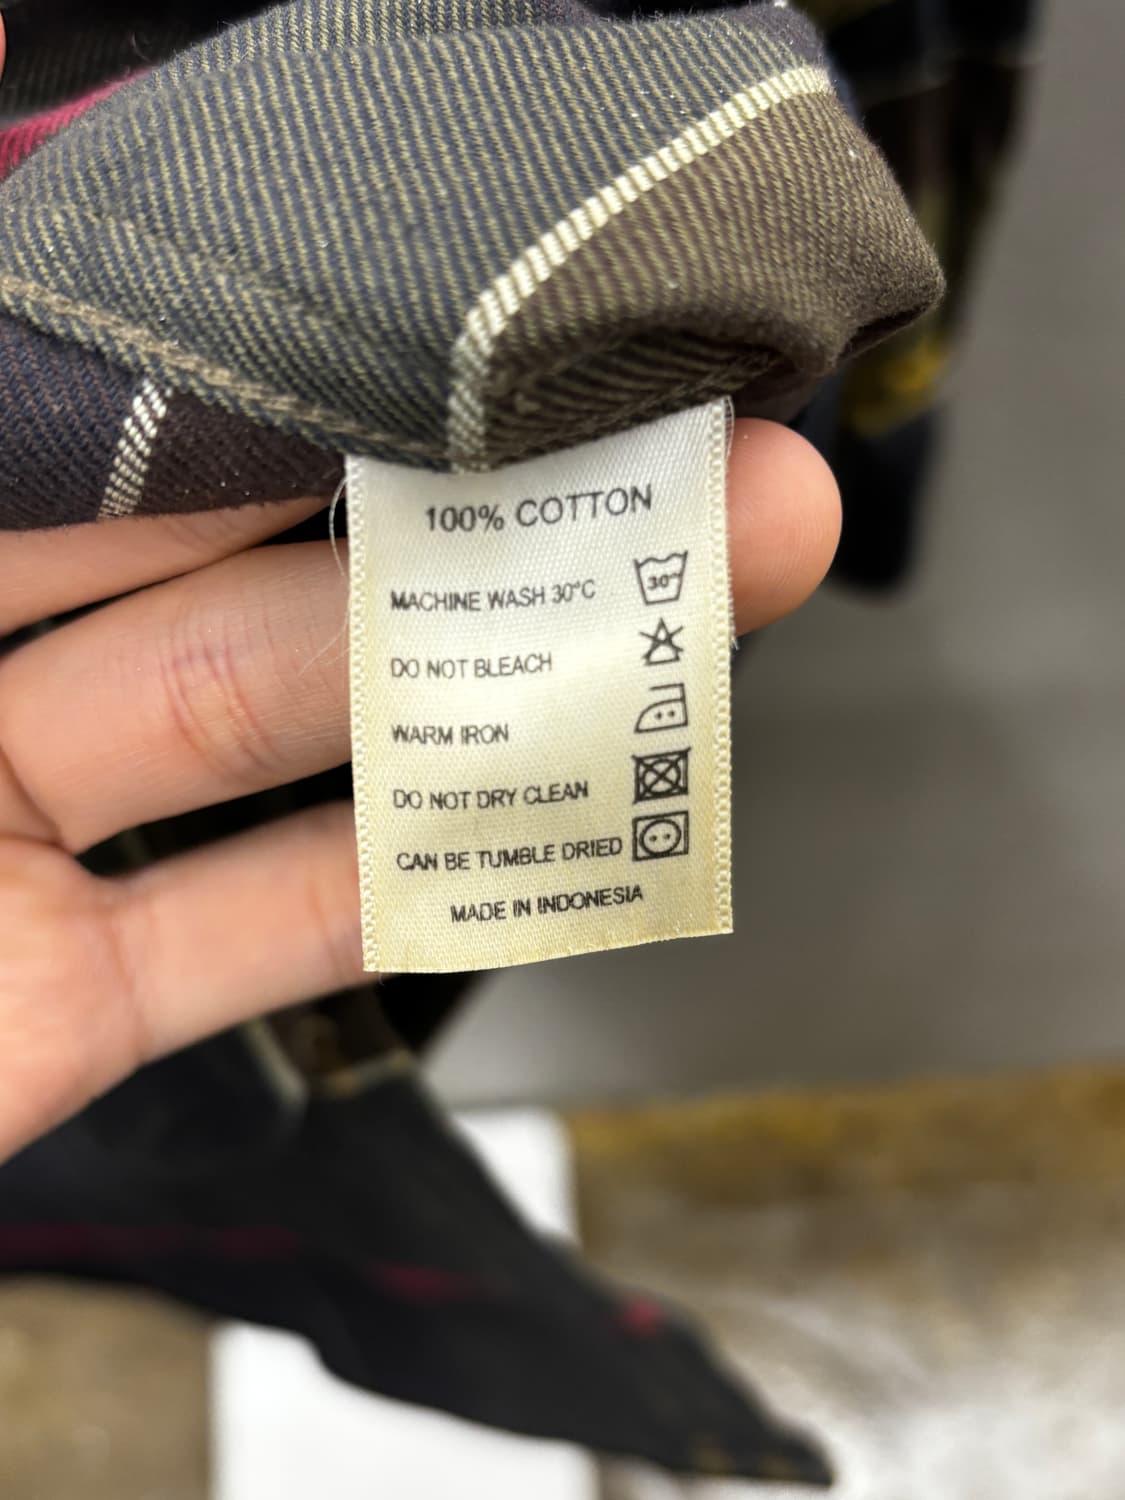 100% COTTON
MACHINE WASH 30°C
30°
DO NOT BLEACH
WARM IRON
DO NOT DRY CLEAN
CAN BE TUMBLE DRIED
MADE IN INDONESIA